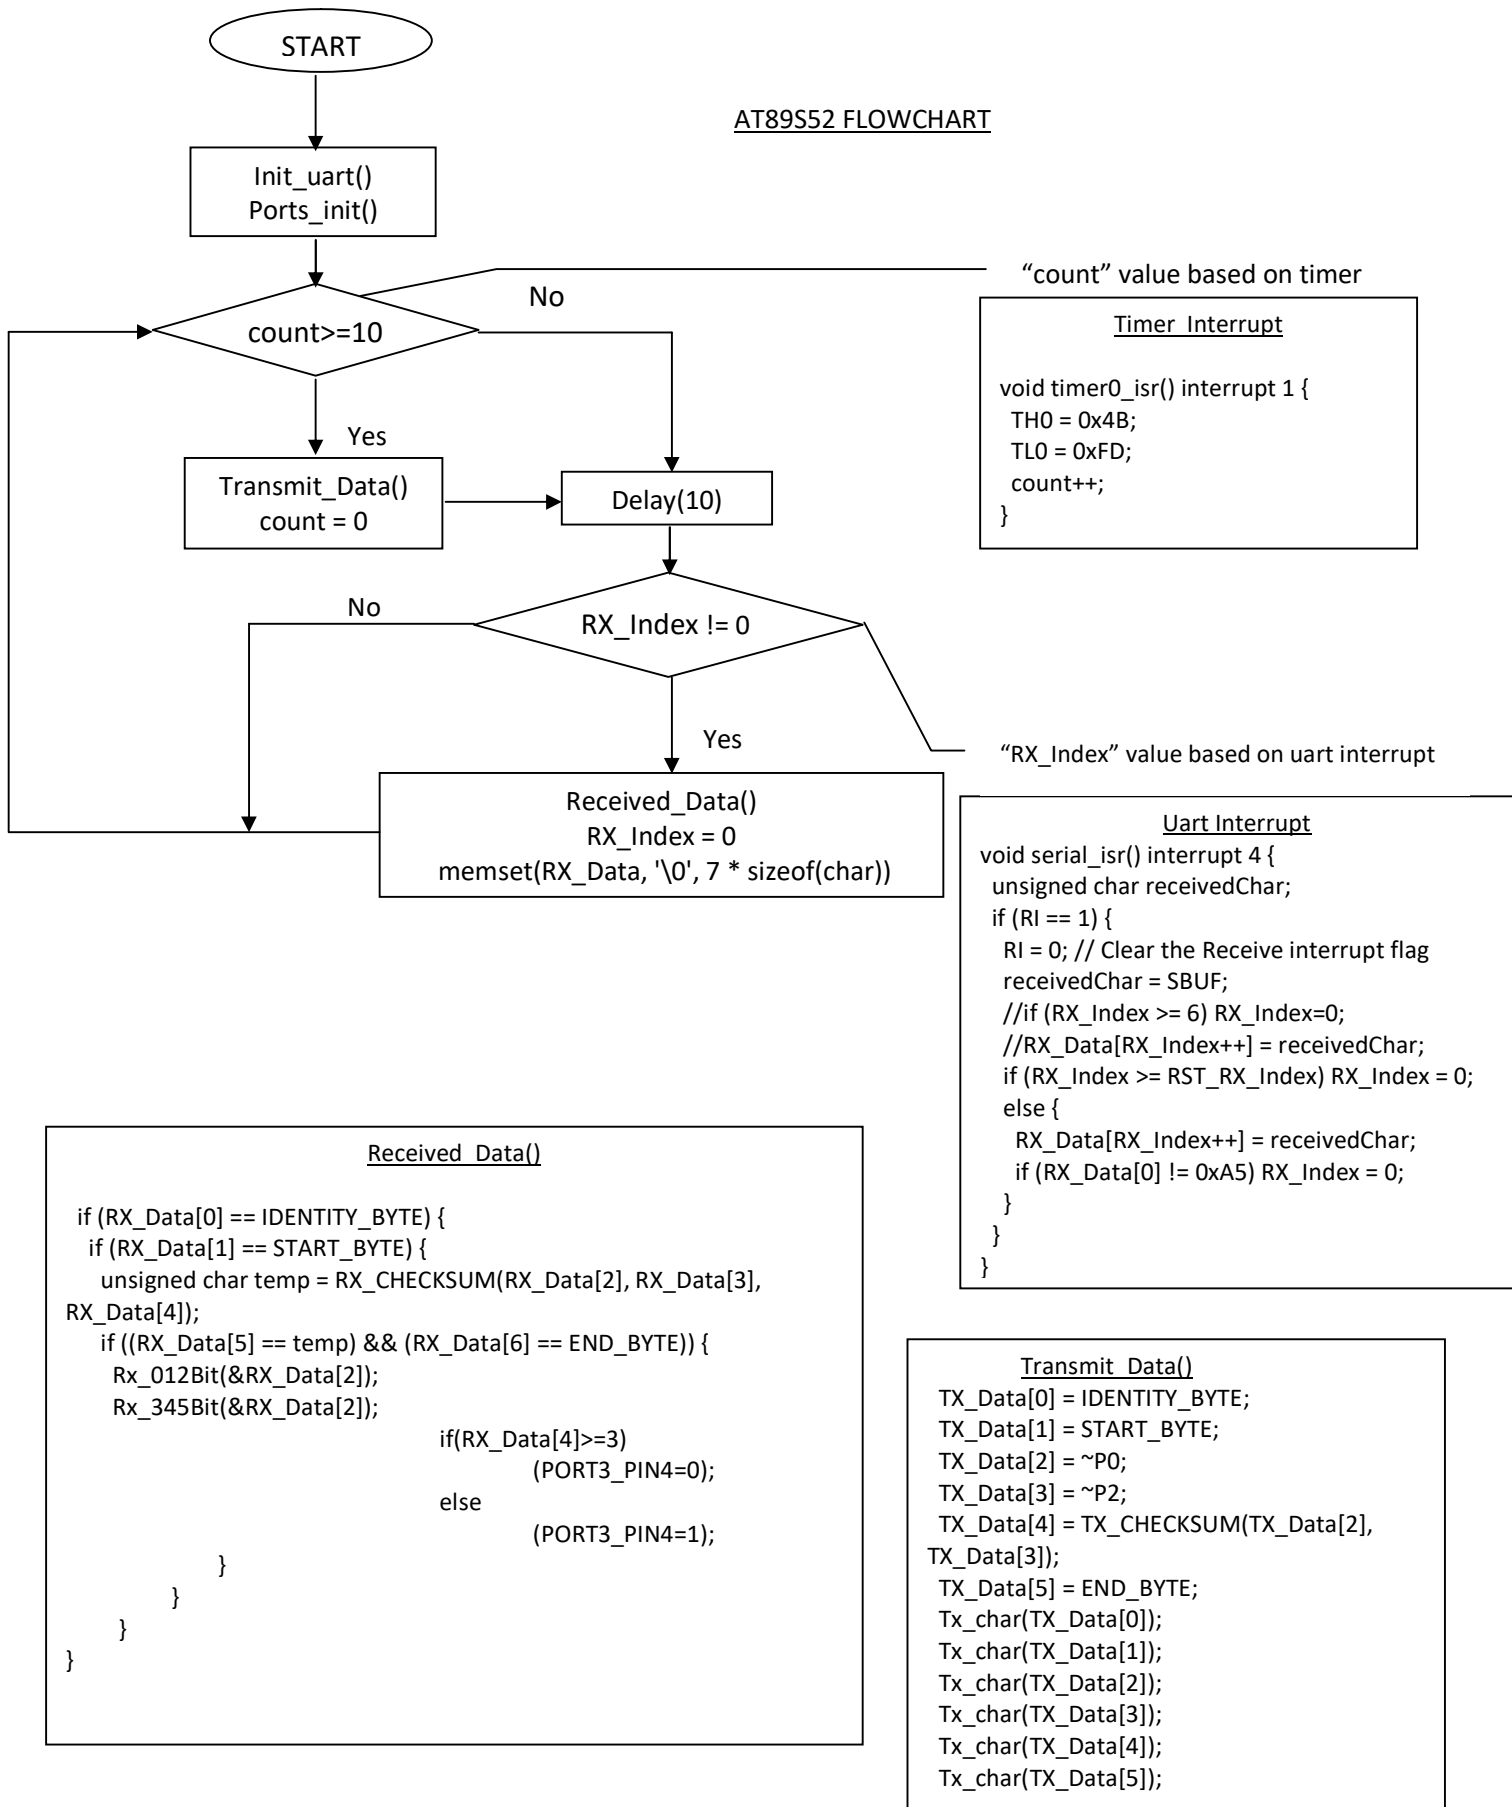 START
AT89S52 FLOWCHART
Init_uart()
Ports_init()
“count” value based on timer
No
count>=10
Yes
Transmit_Data()
count = 0
Delay(10)
Timer_Interrupt
void timer0_isr() interrupt 1 {
TH0 = 0x4B;
TL0 = 0xFD;
count++;
}
No
RX_Index != 0
Yes
“RX_Index” value based on uart interrupt
Received_Data()
RX_Index = 0
memset(RX_Data, '\0', 7 * sizeof(char))
Uart Interrupt
void serial_isr() interrupt 4 {
unsigned char receivedChar;
if (RI == 1) {
RI = 0; // Clear the Receive interrupt flag
receivedChar = SBUF;
//if (RX_Index >= 6) RX_Index=0;
//RX_Data[RX_Index++] = receivedChar;
if (RX_Index >= RST_RX_Index) RX_Index = 0;
else {
RX_Data[RX_Index++] = receivedChar;
if (RX_Data[0] != 0xA5) RX_Index = 0;
}
}
}
Received_Data()
if (RX_Data[0] == IDENTITY_BYTE) {
if (RX_Data[1] == START_BYTE) {
unsigned char temp = RX_CHECKSUM(RX_Data[2], RX_Data[3],
RX_Data[4]);
if ((RX_Data[5] == temp) && (RX_Data[6] == END_BYTE)) {
Rx_012Bit(&RX_Data[2]);
Rx_345Bit(&RX_Data[2]);
if(RX_Data[4]>=3)
(PORT3_PIN4=0);
else
(PORT3_PIN4=1);
}
}
}
}
Transmit_Data()
TX_Data[0] = IDENTITY_BYTE;
TX_Data[1] = START_BYTE;
TX_Data[2] = ~P0;
TX_Data[3] = ~P2;
TX_Data[4] = TX_CHECKSUM(TX_Data[2],
TX_Data[3]);
TX_Data[5] = END_BYTE;
Tx_char(TX_Data[0]);
Tx_char(TX_Data[1]);
Tx_char(TX_Data[2]);
Tx_char(TX_Data[3]);
Tx_char(TX_Data[4]);
Tx_char(TX_Data[5]);